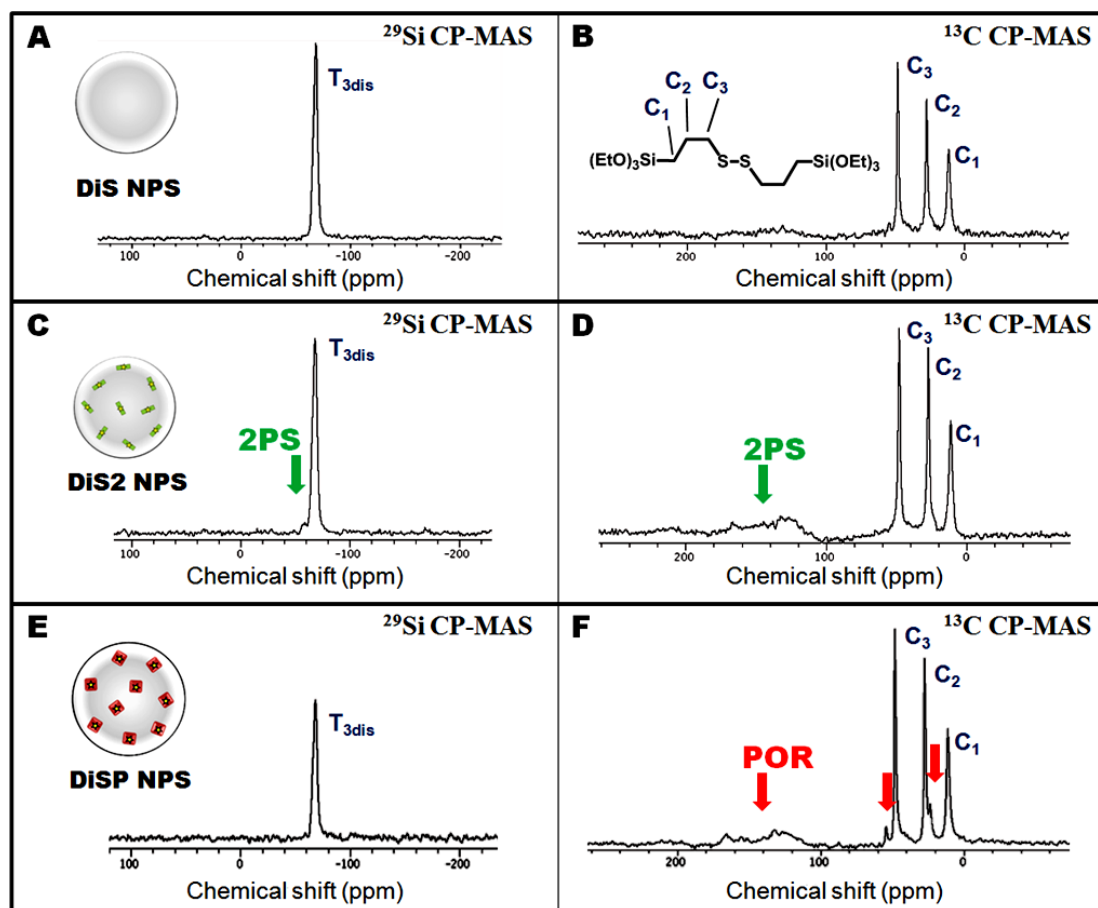 A
²⁹Si CP-MAS
T3dis
DiS NPS
100 0 -100 -200
Chemical shift (ppm)
B
¹³C CP-MAS
C3
C2
C1
C2
C3
C1
(EtO)3Si
S–S
Si(OEt)3
200 100 0
Chemical shift (ppm)
C
²⁹Si CP-MAS
T3dis
2PS
DiS2 NPS
100 0 -100 -200
Chemical shift (ppm)
D
¹³C CP-MAS
C3
C2
C1
2PS
200 100 0
Chemical shift (ppm)
E
²⁹Si CP-MAS
T3dis
DiSP NPS
100 0 -100 -200
Chemical shift (ppm)
F
¹³C CP-MAS
C3
C2
C1
POR
200 100 0
Chemical shift (ppm)